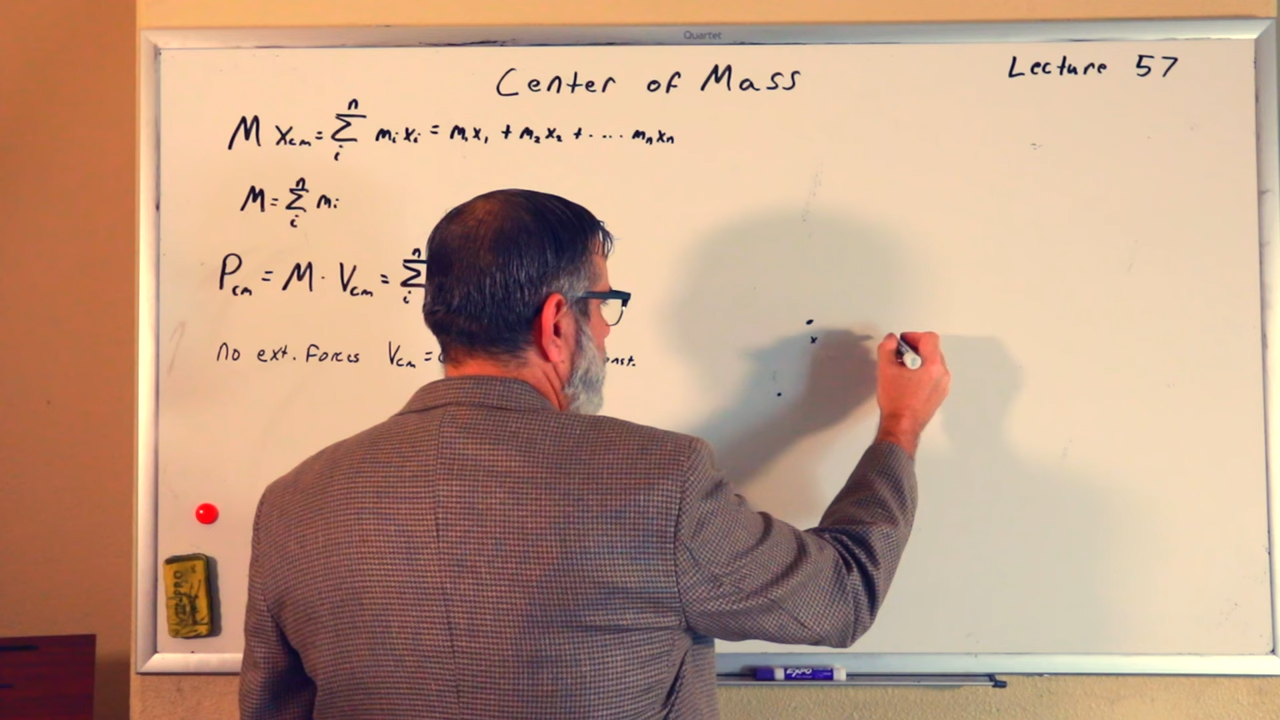 Quartet
Center of Mass
Lecture 57
M Xcm = Σ mᵢ xᵢ = m₁x₁ + m₂x₂ + .... mₙxₙ
n
i
M = Σ mᵢ
n
i
Pcm = M · Vcm = Σ
n
i
no ext. Forces Vcm =
x
EXPO